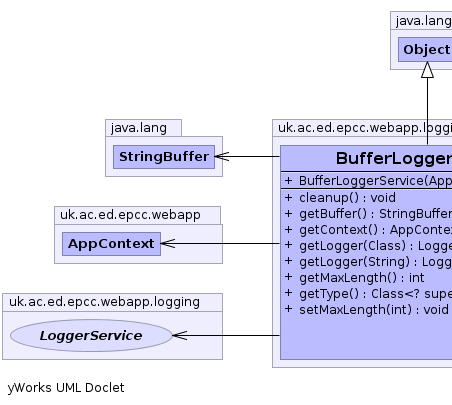 java.lang
Object
java.lang
StringBuffer
uk.ac.ed.epcc.webapp
AppContext
uk.ac.ed.epcc.webapp.logging
LoggerService
uk.ac.ed.epcc.webapp.loggi
BufferLogger
+ BufferLoggerService(App
+ cleanup() : void
+ getBuffer() : StringBuffer
+ getContext() : AppContex
+ getLogger(Class) : Logge
+ getLogger(String) : Logg
+ getMaxLength() : int
+ getType() : Class<? supe
+ setMaxLength(int) : void
yWorks UML Doclet